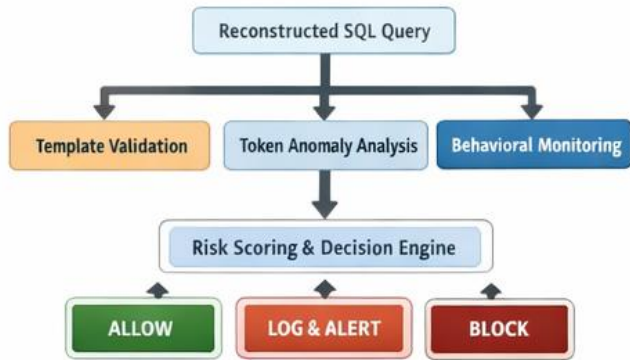 Reconstructed SQL Query
Template Validation
Token Anomaly Analysis
Behavioral Monitoring
Risk Scoring & Decision Engine
ALLOW
LOG & ALERT
BLOCK